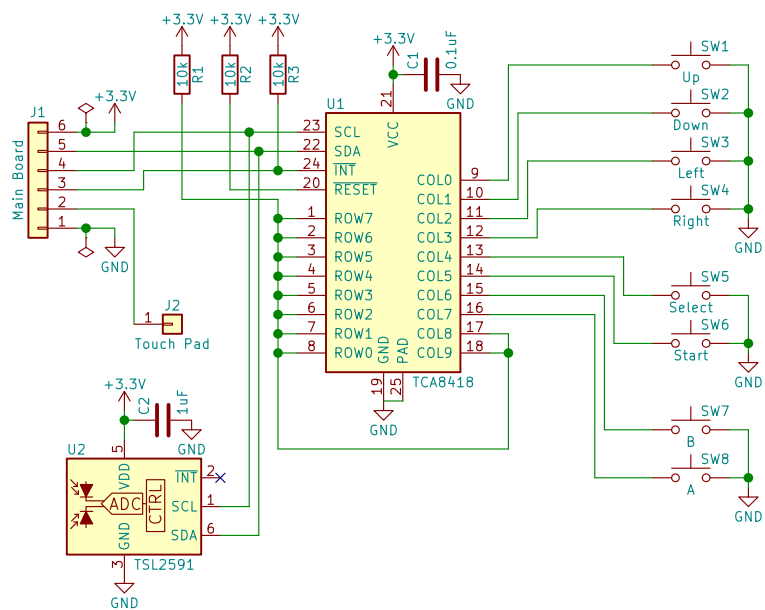 +3.3V +3.3V +3.3V
10k R1 10k R2 10k R3
+3.3V C1 0.1uF
GND
J1
Main Board
+3.3V
6
5
4
3
2
1
GND
J2
1
Touch Pad
U1
21
VCC
23 SCL
22 SDA
24 INT
20 RESET
1 ROW7
2 ROW6
3 ROW5
4 ROW4
5 ROW3
6 ROW2
7 ROW1
8 ROW0
COL0 9
COL1 10
COL2 11
COL3 12
COL4 13
COL5 14
COL6 15
COL7 16
COL8 17
COL9 18
GND PAD
19 25
TCA8418
GND
SW1
Up
SW2
Down
SW3
Left
SW4
Right
GND
SW5
Select
SW6
Start
GND
SW7
B
SW8
A
GND
+3.3V
C2 1uF
GND
U2
5
VDD
INT 2
SCL 1
SDA 6
ADC
CTRL
GND
3
TSL2591
GND